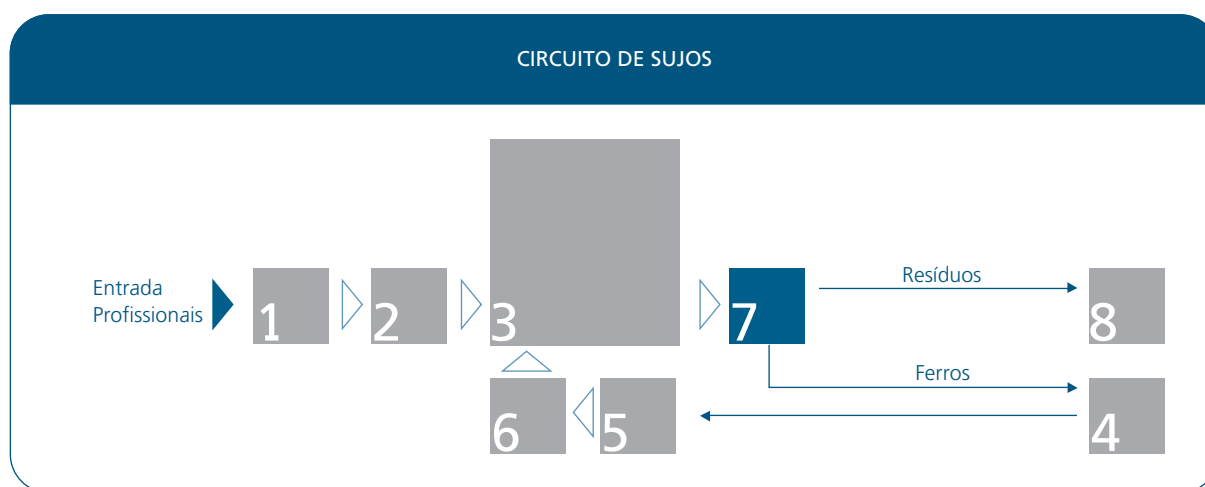 CIRCUITO DE SUJOS
Entrada
Profissionais
1
2
3
7
Resíduos
8
Ferros
6
5
4